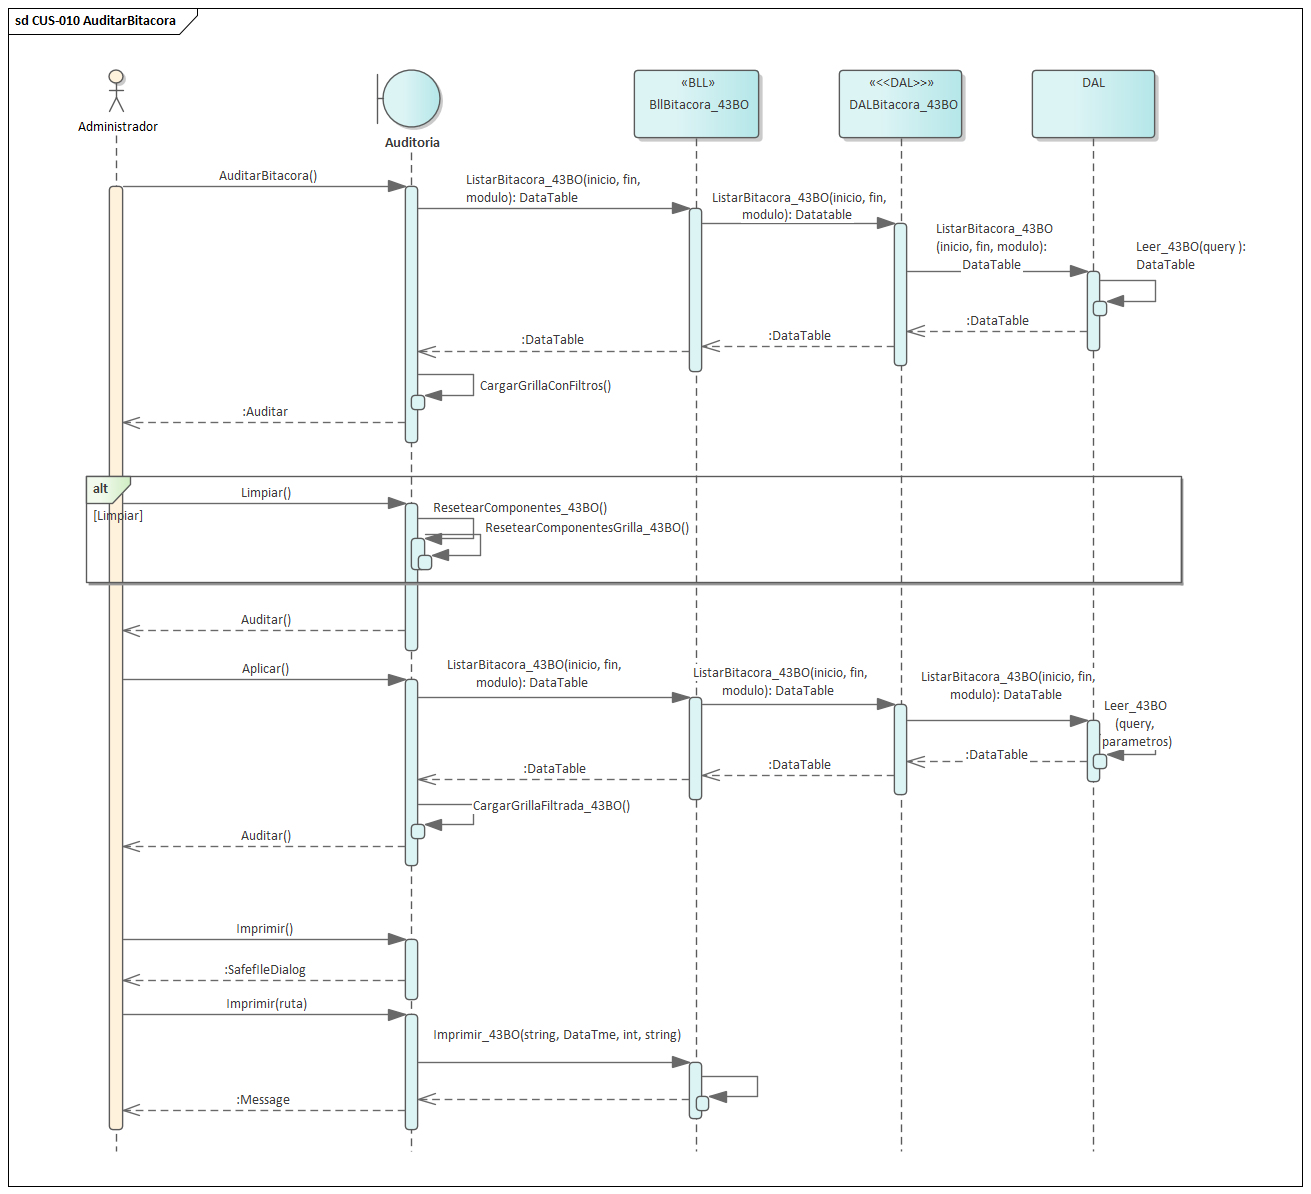 sd CUS-010 AuditarBitacora
Administrador
Auditoria
«BLL»
BllBitacora_43BO
«<<DAL>>»
DALBitacora_43BO
DAL
AuditarBitacora()
ListarBitacora_43BO(inicio, fin,
modulo): DataTable
ListarBitacora_43BO(inicio, fin,
modulo): Datatable
ListarBitacora_43BO
(inicio, fin, modulo):
DataTable
Leer_43BO(query ):
DataTable
:DataTable
:DataTable
:DataTable
CargarGrillaConFiltros()
:Auditar
alt
[Limpiar]
Limpiar()
ResetearComponentes_43BO()
ResetearComponentesGrilla_43BO()
Auditar()
Aplicar()
ListarBitacora_43BO(inicio, fin,
modulo): DataTable
ListarBitacora_43BO(inicio, fin,
modulo): DataTable
ListarBitacora_43BO(inicio, fin,
modulo): DataTable
Leer_43BO
(query,
parametros)
:DataTable
:DataTable
:DataTable
CargarGrillaFiltrada_43BO()
Auditar()
Imprimir()
:SafefIleDialog
Imprimir(ruta)
Imprimir_43BO(string, DataTme, int, string)
:Message